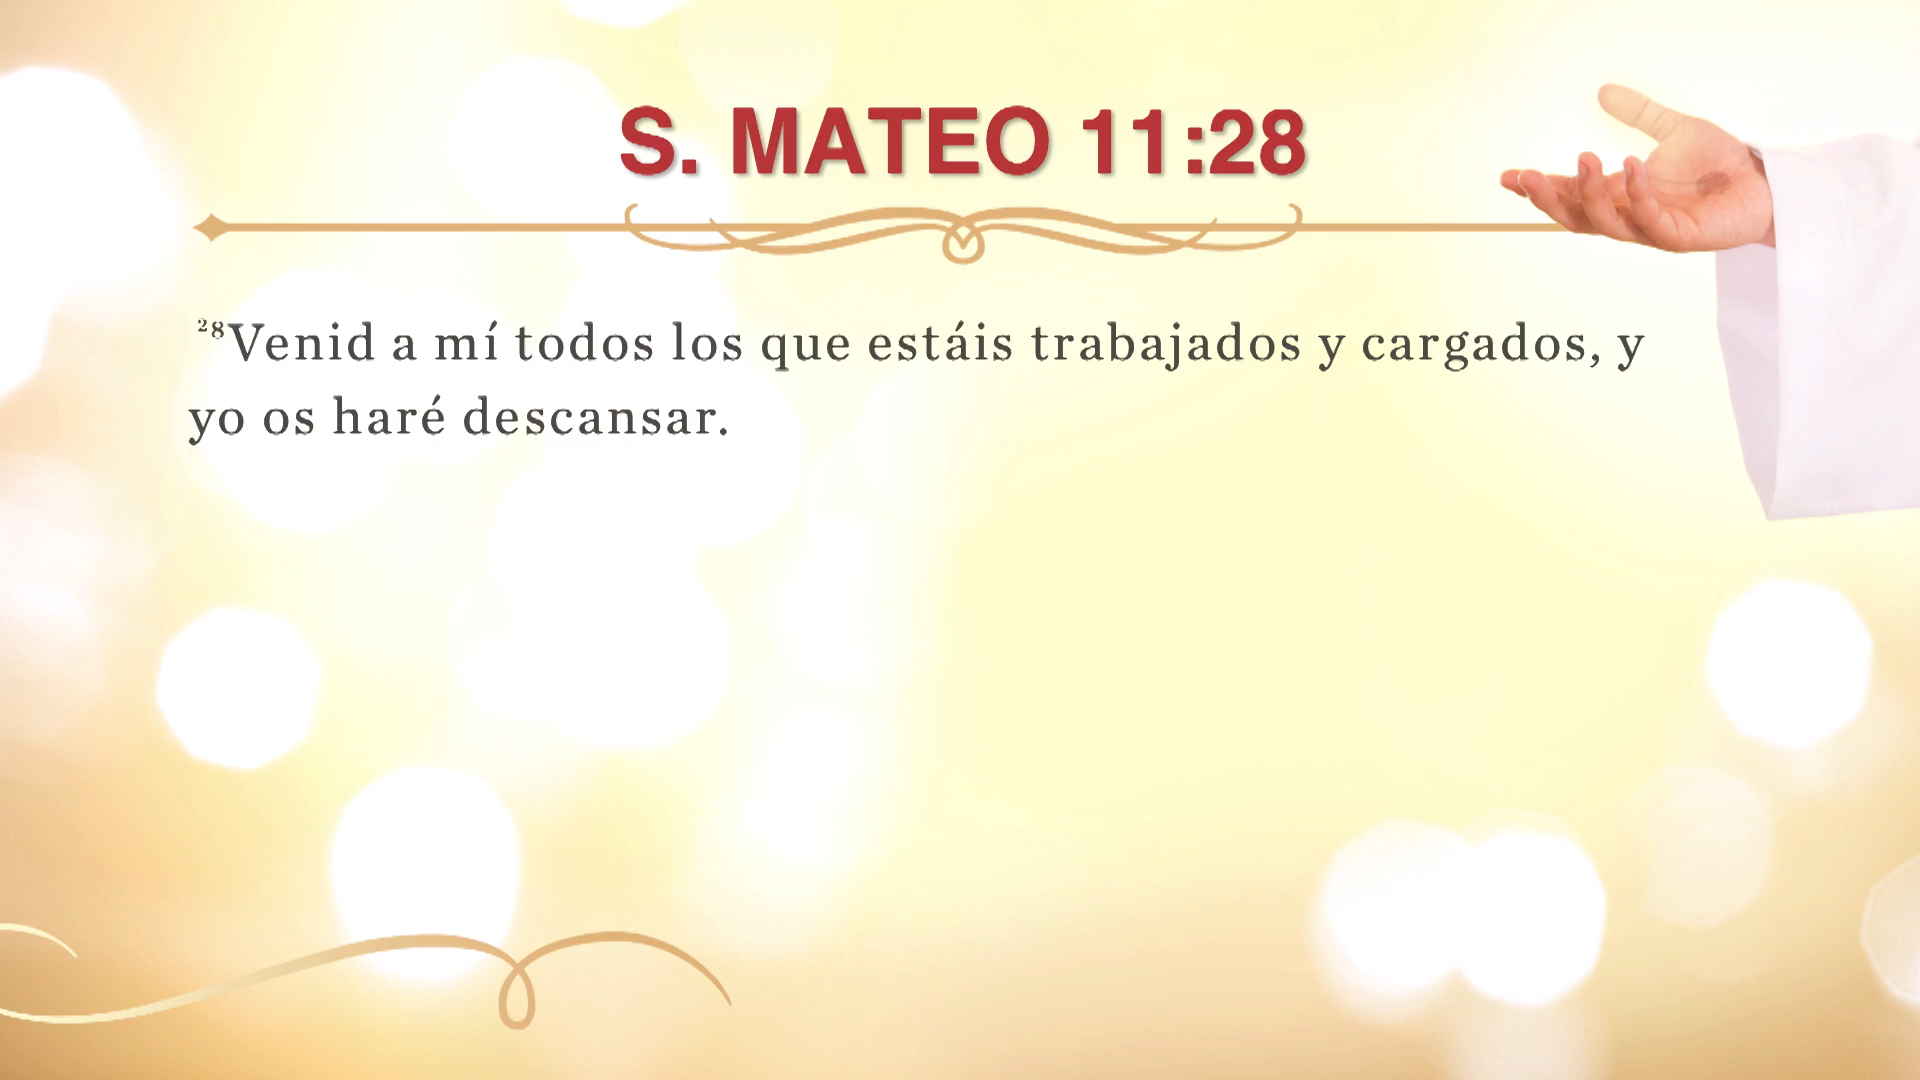 S. MATEO 11:28
²⁸Venid a mí todos los que estáis trabajados y cargados, y
yo os haré descansar.